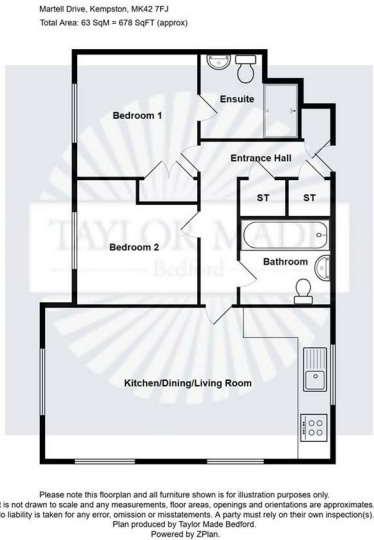 Martell Drive, Kempston, MK42 7FJ
Total Area: 63 SqM = 678 SqFT (approx)
Bedroom 1
Ensuite
Entrance Hall
ST
ST
TAYLOR MADE
Bedford
Bedroom 2
Bathroom
Kitchen/Dining/Living Room
Please note this floorplan and all furniture shown is for illustration purposes only.
t is not drawn to scale and any measurements, floor areas, openings and orientations are approximates.
o liability is taken for any error, omission or misstatements. A party must rely on their own inspection(s).
Plan produced by Taylor Made Bedford.
Powered by ZPlan.